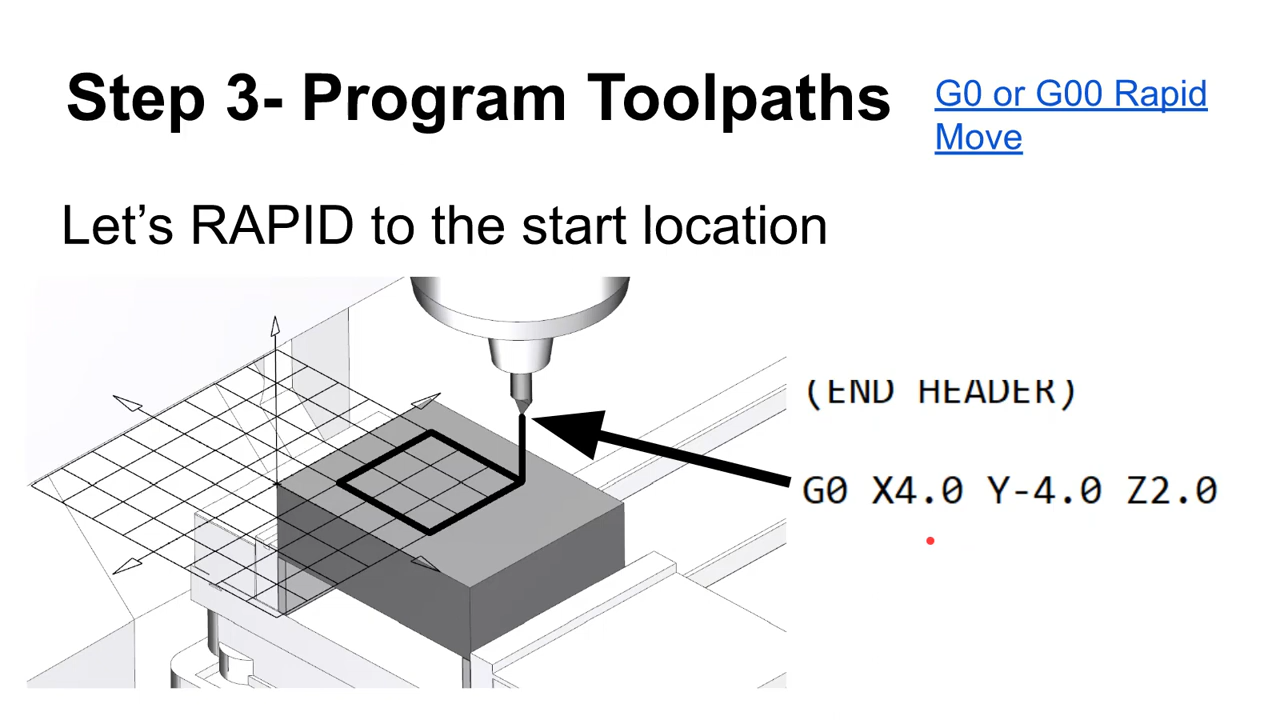 Step 3- Program Toolpaths
G0 or G00 Rapid
Move
Let’s RAPID to the start location
(END HEADER)
G0 X4.0 Y-4.0 Z2.0